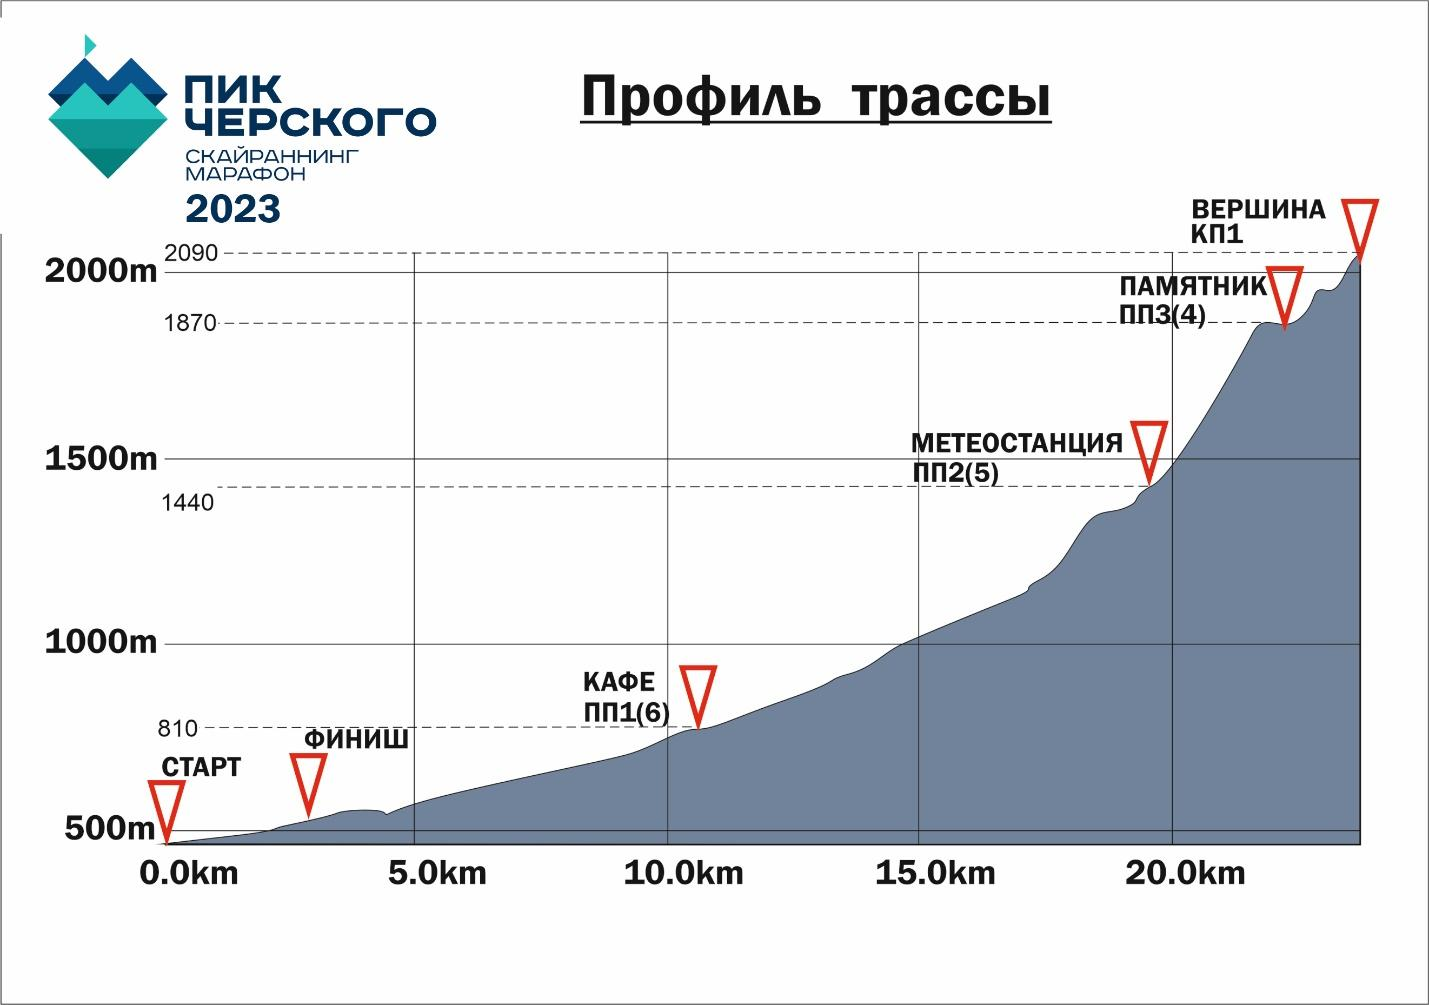 ПИК
ЧЕРСКОГО
СКАЙРАННИНГ
МАРАФОН
2023
Профиль трассы
ВЕРШИНА
КП1
2090
2000m
ПАМЯТНИК
ПП3(4)
1870
МЕТЕОСТАНЦИЯ
ПП2(5)
1500m
1440
1000m
КАФЕ
ПП1(6)
810
ФИНИШ
СТАРТ
500m
0.0km 5.0km 10.0km 15.0km 20.0km